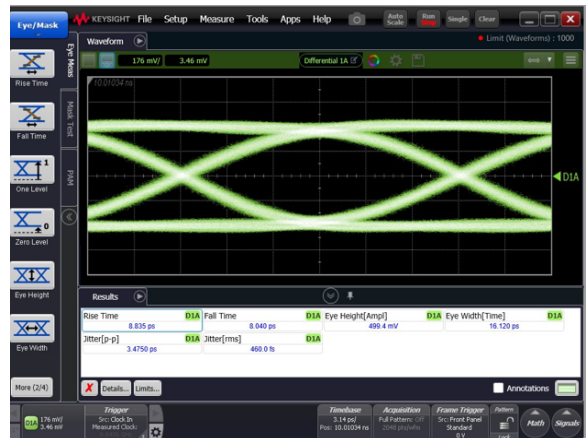 Eye/Mask
KEYSIGHT File Setup Measure Tools Apps Help Auto Scale Run Stop Single Clear
Waveform
Limit (Waveforms) : 1000
176 mV/ 3.46 mV Differential 1A
10.01034 ns
Eye Meas
Mask Test
PAM
Rise Time
Fall Time
One Level
Zero Level
Eye Height
Eye Width
More (2/4)
D1A
Results
Rise Time D1A Fall Time D1A Eye Height[Ampl] D1A Eye Width[Time] D1A
8.835 ps 8.040 ps 499.4 mV 16.120 ps
Jitter[p-p] D1A Jitter[rms] D1A
3.4750 ps 460.0 fs
Details... Limits... Annotations
D1A 176 mV/
3.46 mV
Trigger
Src: Clock In
Measured Clock:
Timebase
3.14 ps/
Pos: 10.01034 ns
Acquisition
Full Pattern: Off
2048 pts/wfm
Frame Trigger
Src: Front Panel
Standard
0 V
Pattern
Lock
Math
Signals